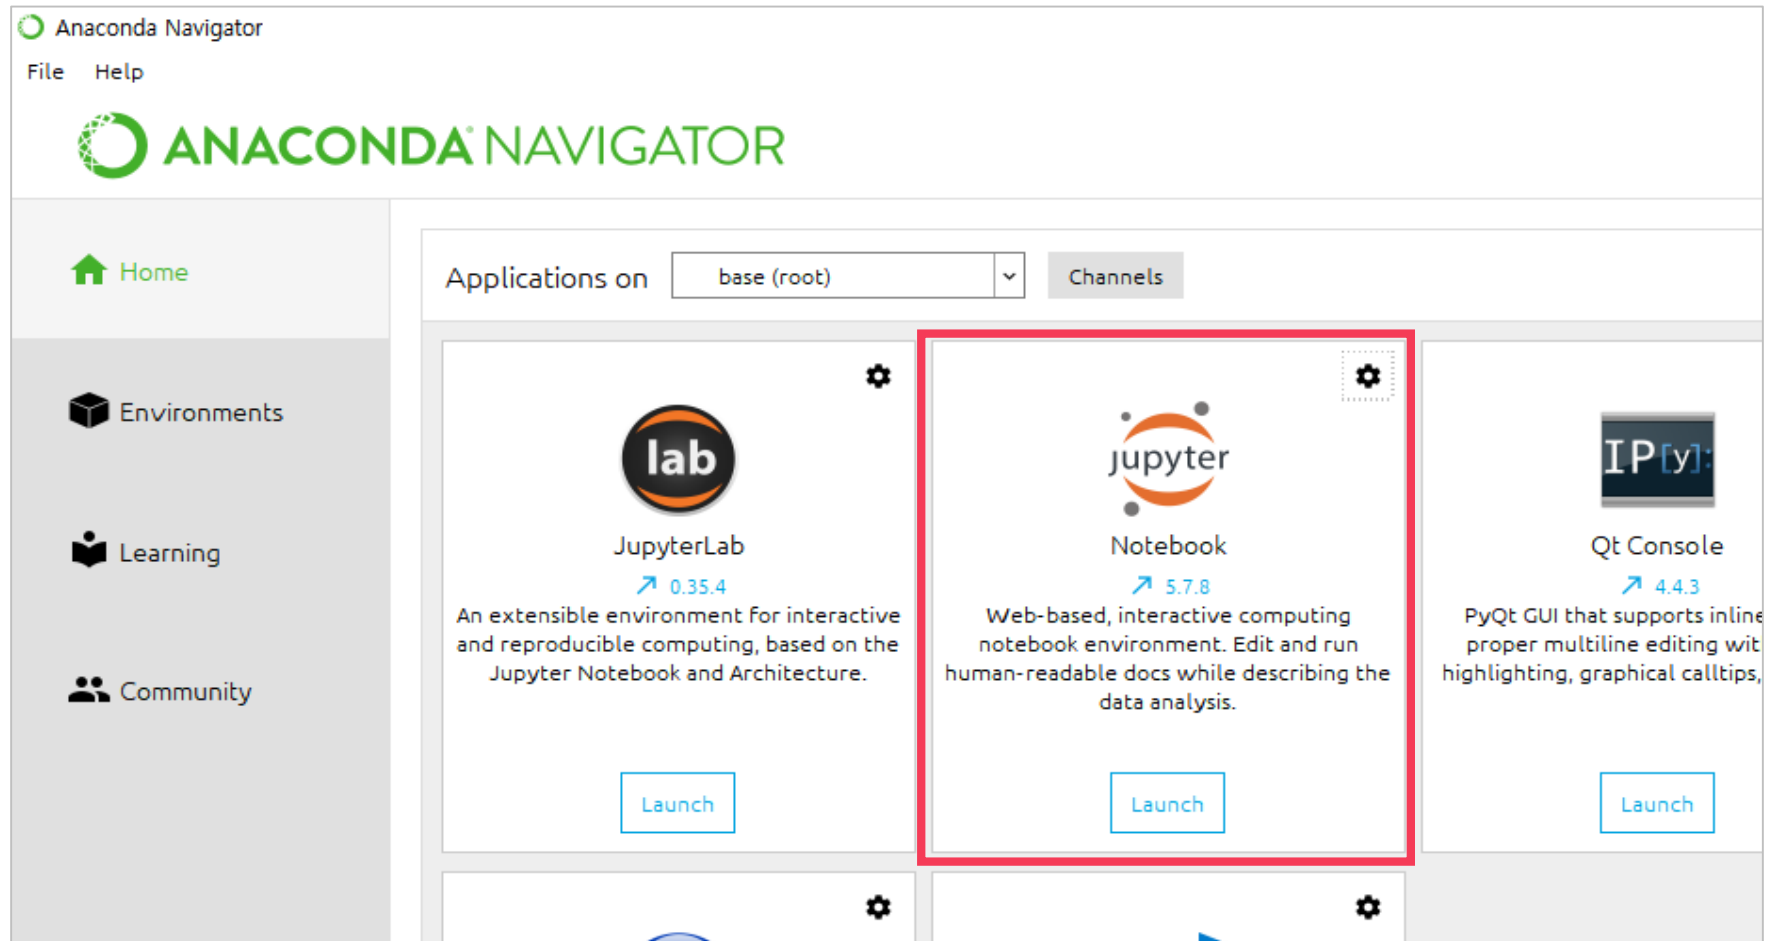 Anaconda Navigator
File Help
ANACONDA NAVIGATOR
Home
Applications on base (root) Channels
Environments
Learning
Community
lab
JupyterLab
0.35.4
An extensible environment for interactive
and reproducible computing, based on the
Jupyter Notebook and Architecture.
Launch
jupyter
Notebook
5.7.8
Web-based, interactive computing
notebook environment. Edit and run
human-readable docs while describing the
data analysis.
Launch
IP[y]:
Qt Console
4.4.3
PyQt GUI that supports inline
proper multiline editing wit
highlighting, graphical calltips,
Launch